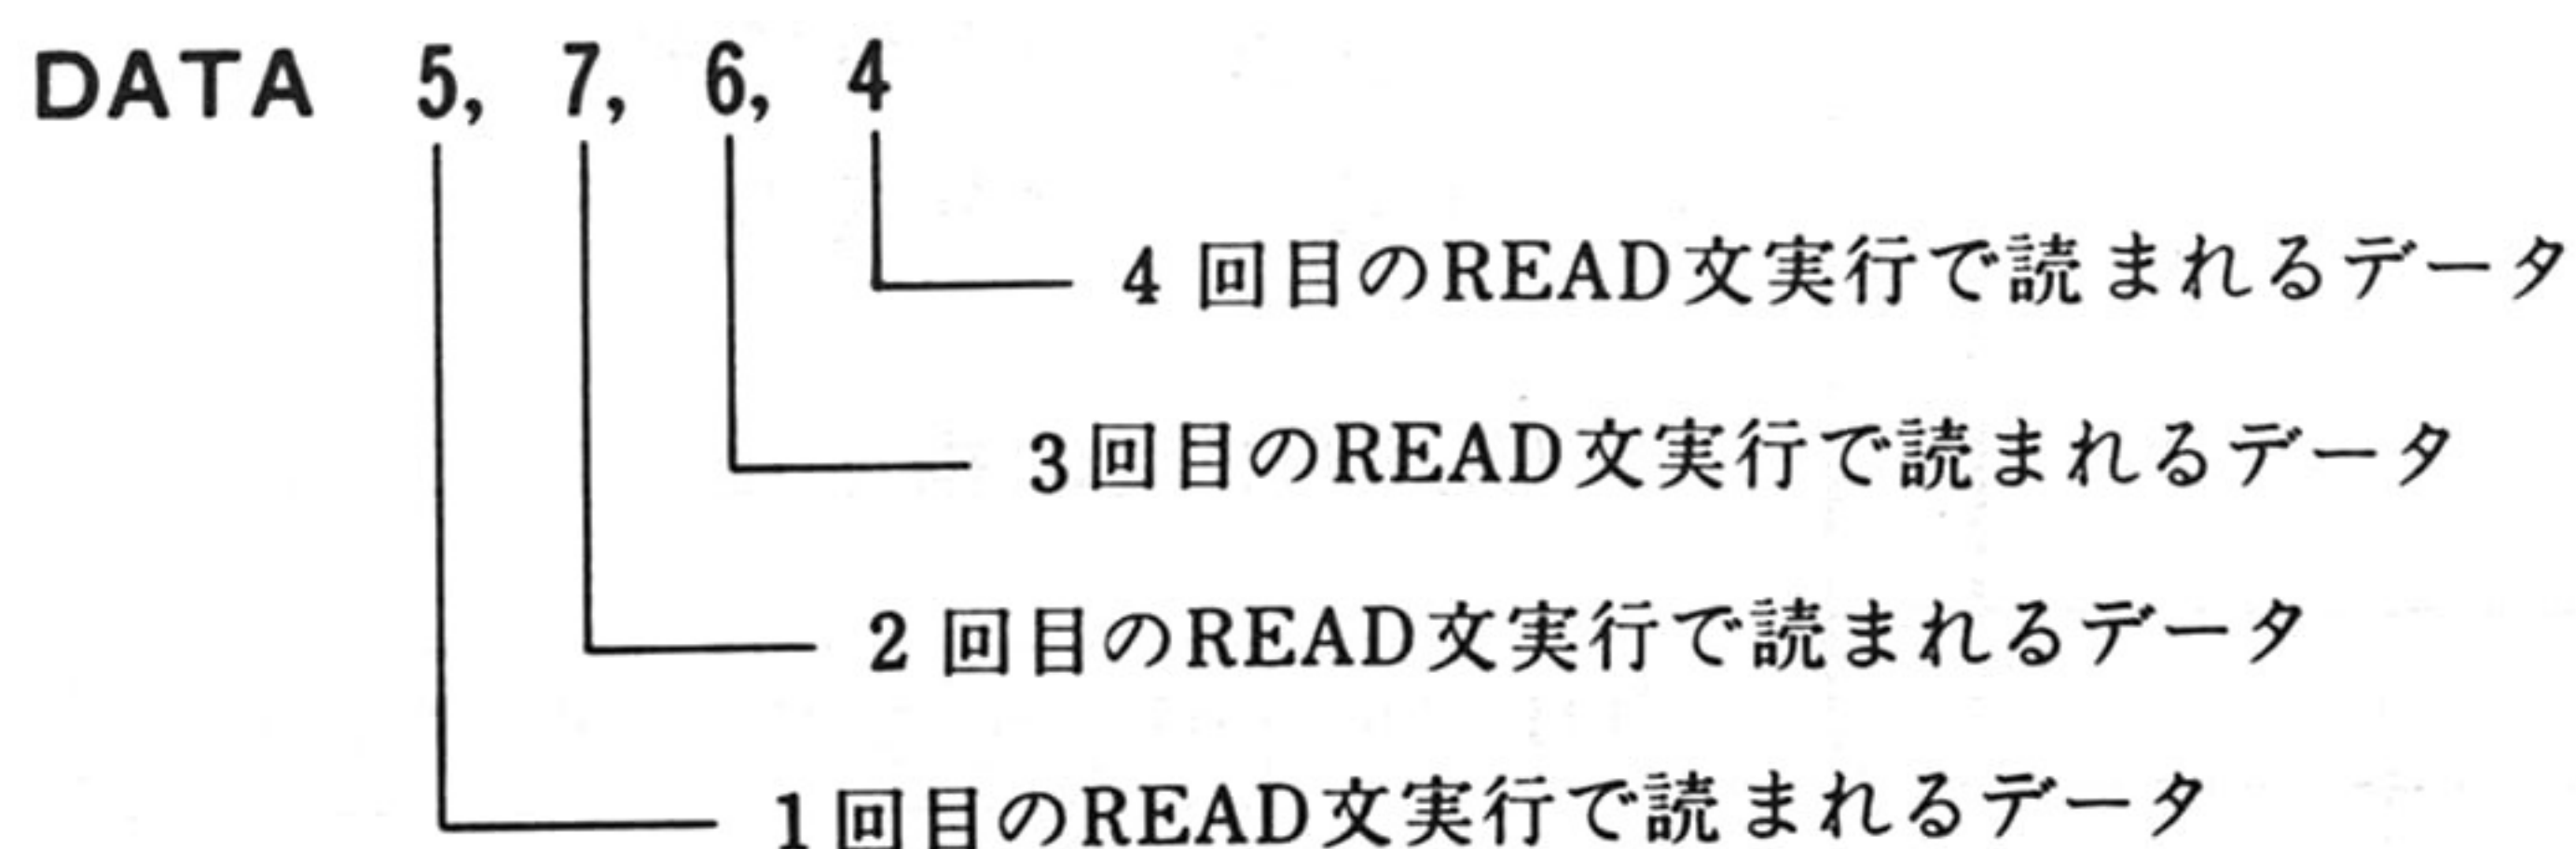 DATA 5, 7, 6, 4
4回目のREAD文実行で読まれるデータ
3回目のREAD文実行で読まれるデータ
2回目のREAD文実行で読まれるデータ
1回目のREAD文実行で読まれるデータ